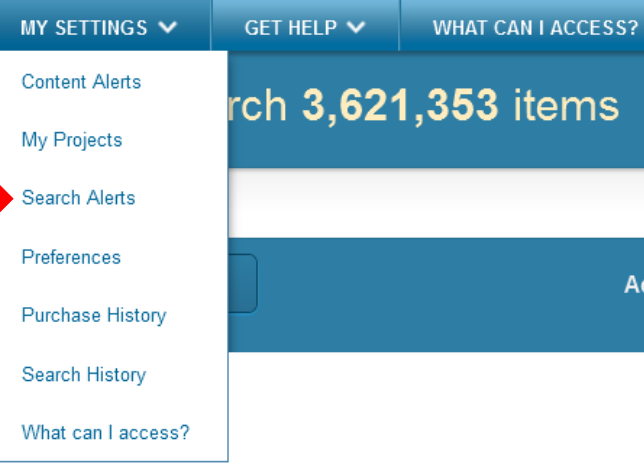 MY SETTINGS
GET HELP
WHAT CAN I ACCESS?
Content Alerts
rch 3,621,353 items
My Projects
Search Alerts
Preferences
Purchase History
Search History
What can I access?